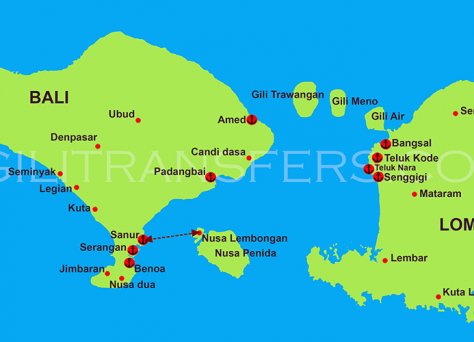 Gili Trawangan
Gili Meno
BALI
Gili Air
Ubud
Amed
Denpasar
Bangsal
Candi dasa
Teluk Kode
GILITRANSFERS.CO
Teluk Nara
Seminyak
Padangbai
Senggigi
Legian
Mataram
Kuta
LOM
Sanur
Nusa Lembongan
Serangan
Nusa Penida
Lembar
Jimbaran
Benoa
Nusa dua
Kuta L